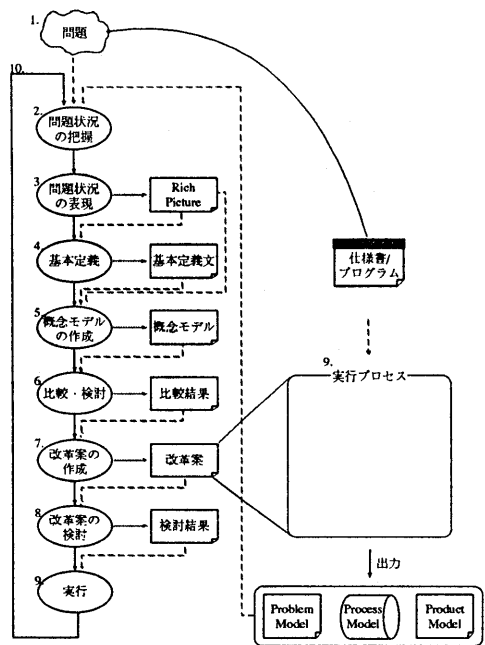 1.
問題
10.
2.
問題状況
の把握
3
問題状況
の表現
Rich
Picture
4
基本定義
基本定義文
5.
概念モデル
の作成
概念モデル
6
比較・検討
比較結果
7.
改革案の
作成
改革案
8.
改革案の
検討
検討結果
9.
実行
仕様書/
プログラム
9.
実行プロセス
出力
Problem
Model
Process
Model
Product
Model